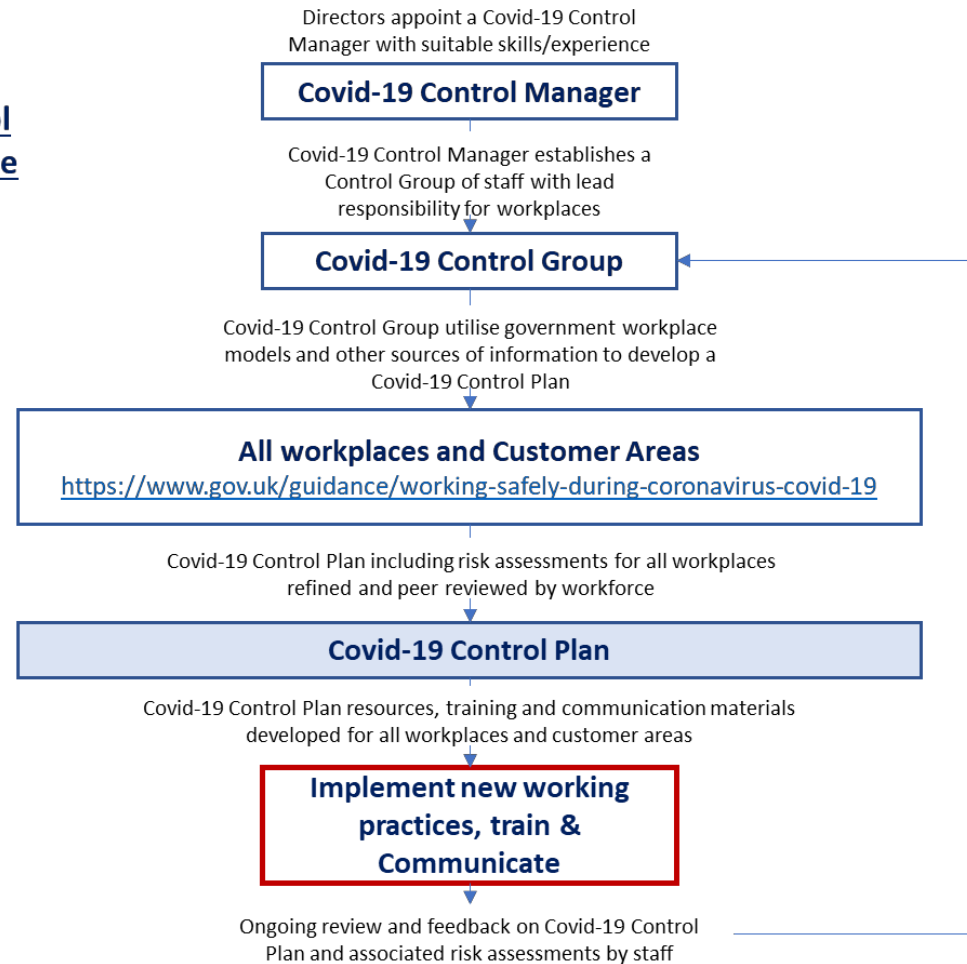 Directors appoint a Covid-19 Control
Manager with suitable skills/experience
Covid-19 Control Manager
l
e
Covid-19 Control Manager establishes a
Control Group of staff with lead
responsibility for workplaces
Covid-19 Control Group
Covid-19 Control Group utilise government workplace
models and other sources of information to develop a
Covid-19 Control Plan
All workplaces and Customer Areas
https://www.gov.uk/guidance/working-safely-during-coronavirus-covid-19
Covid-19 Control Plan including risk assessments for all workplaces
refined and peer reviewed by workforce
Covid-19 Control Plan
Covid-19 Control Plan resources, training and communication materials
developed for all workplaces and customer areas
Implement new working
practices, train &
Communicate
Ongoing review and feedback on Covid-19 Control
Plan and associated risk assessments by staff